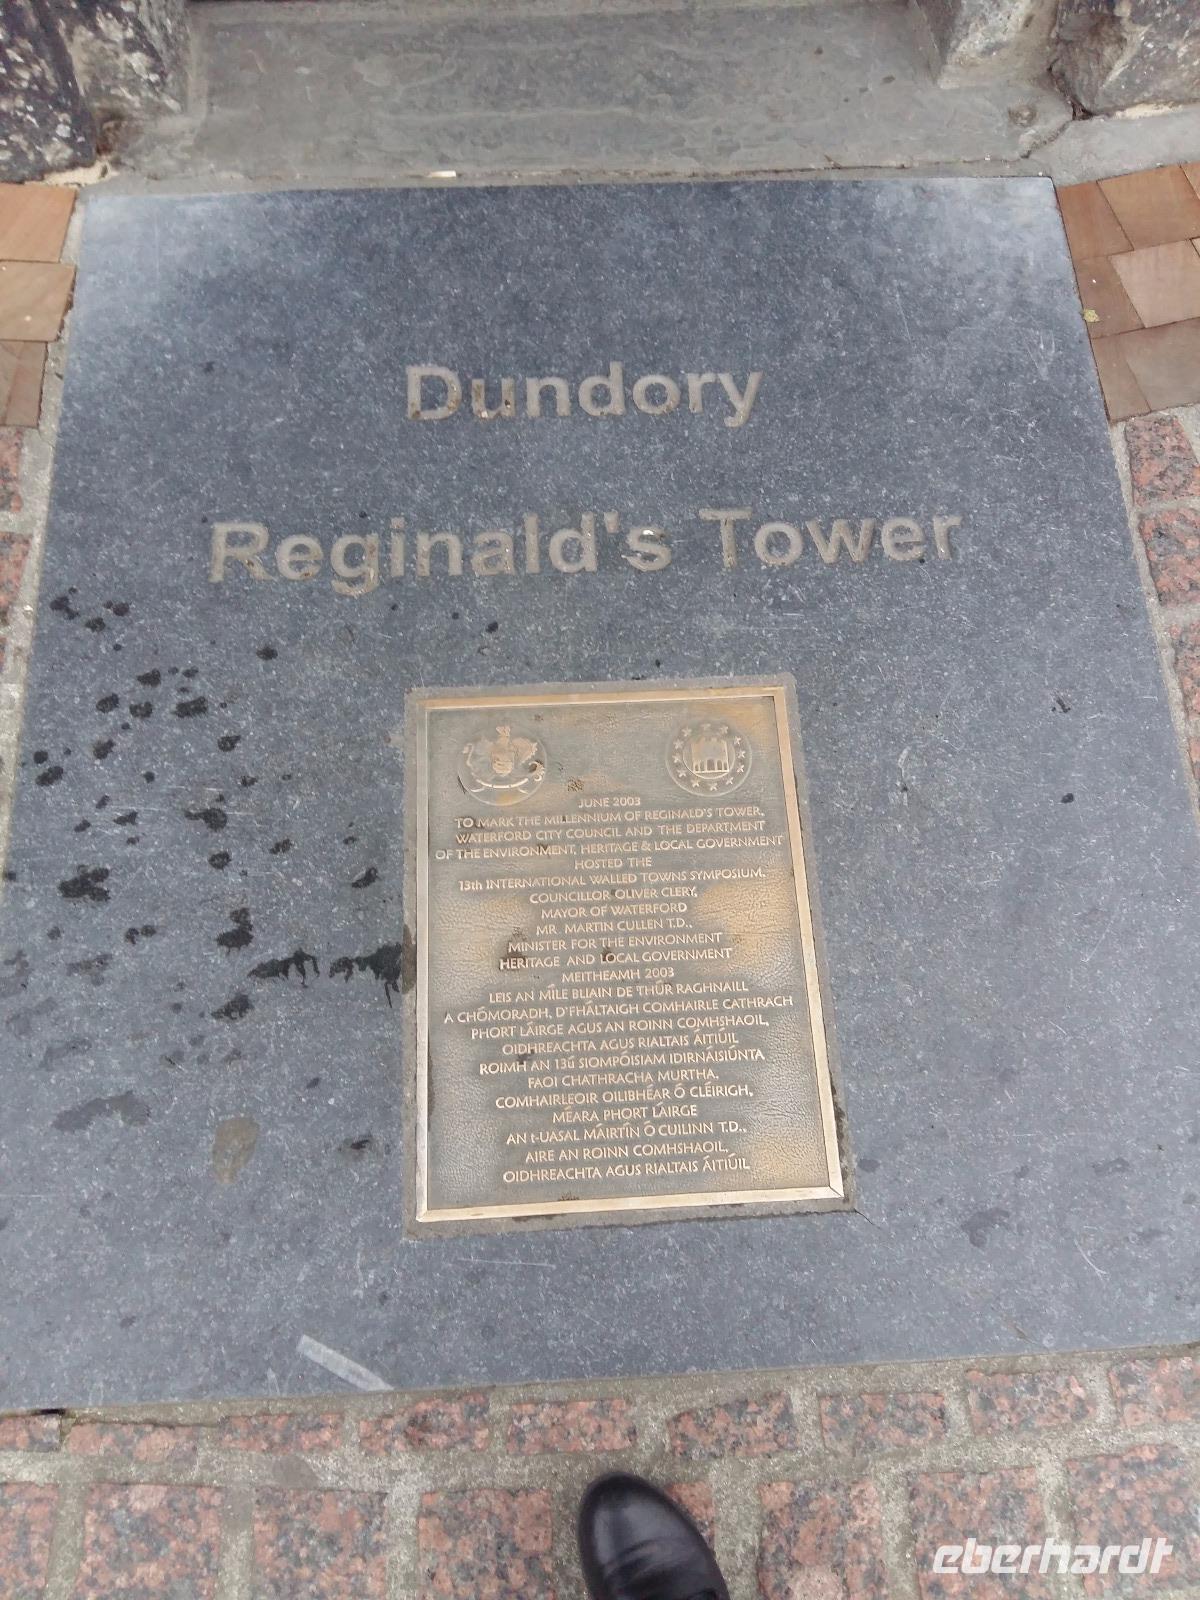 Dundory
Reginald's Tower
JUNE 2003
TO MARK THE MILLENNIUM OF REGINALD'S TOWER,
WATERFORD CITY COUNCIL AND THE DEPARTMENT
OF THE ENVIRONMENT, HERITAGE & LOCAL GOVERNMENT
HOSTED THE
13th INTERNATIONAL WALLED TOWNS SYMPOSIUM,
COUNCILLOR OLIVER CLERY,
MAYOR OF WATERFORD
MR. MARTIN CULLEN T.D.,
MINISTER FOR THE ENVIRONMENT
HERITAGE AND LOCAL GOVERNMENT
MEITHEAMH 2003
LEIS AN MÍLE BLIAIN DE THÚR RAGHNAILL
A CHÓMORADH, D'FHÁLTAIGH COMHAIRLE CATHRACH
PHORT LÁIRGE AGUS AN ROINN COMHSHAOIL,
OIDHREACHTA AGUS RIALTAIS ÁITIÚIL
ROIMH AN 13ú SIOMPÓISIAM IDIRNÁISIÚNTA
FAOI CHATHRACHA MURTHA,
COMHAIRLEOIR OILIBHÉAR Ó CLÉIRIGH,
MÉARA PHORT LÁIRGE
AN t-UASAL MÁIRTÍN Ó CUILINN T.D.,
AIRE AN ROINN COMHSHAOIL,
OIDHREACHTA AGUS RIALTAIS ÁITIÚIL
eberhardt